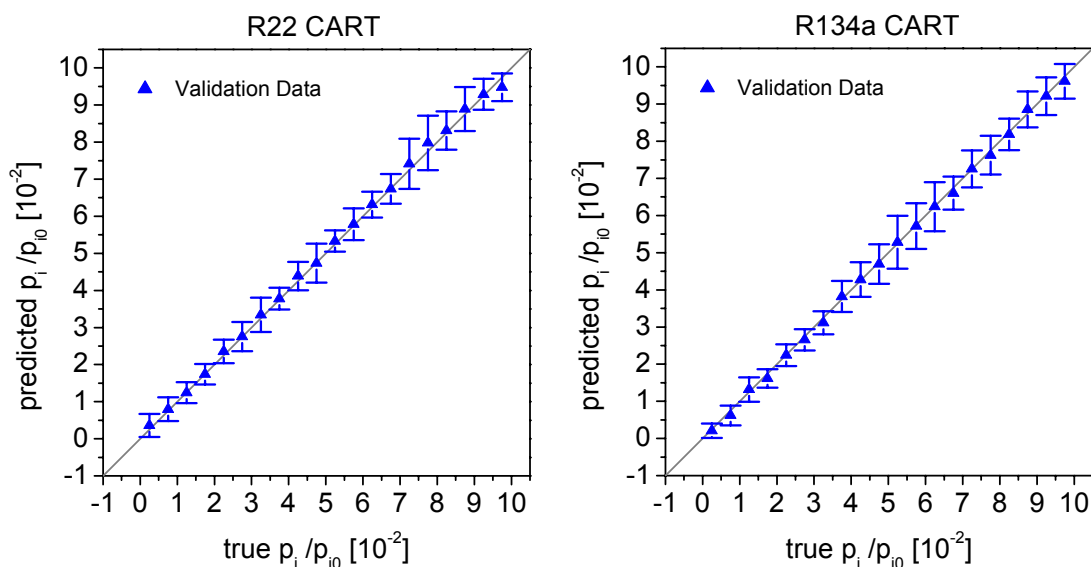 R22 CART
10
9
8
7
6
5
4
3
2
1
0
-1
predicted p_i /p_i0 [10^-2]
Validation Data
-1 0 1 2 3 4 5 6 7 8 9 10
true p_i /p_i0 [10^-2]
R134a CART
10
9
8
7
6
5
4
3
2
1
0
-1
predicted p_i /p_i0 [10^-2]
Validation Data
-1 0 1 2 3 4 5 6 7 8 9 10
true p_i /p_i0 [10^-2]